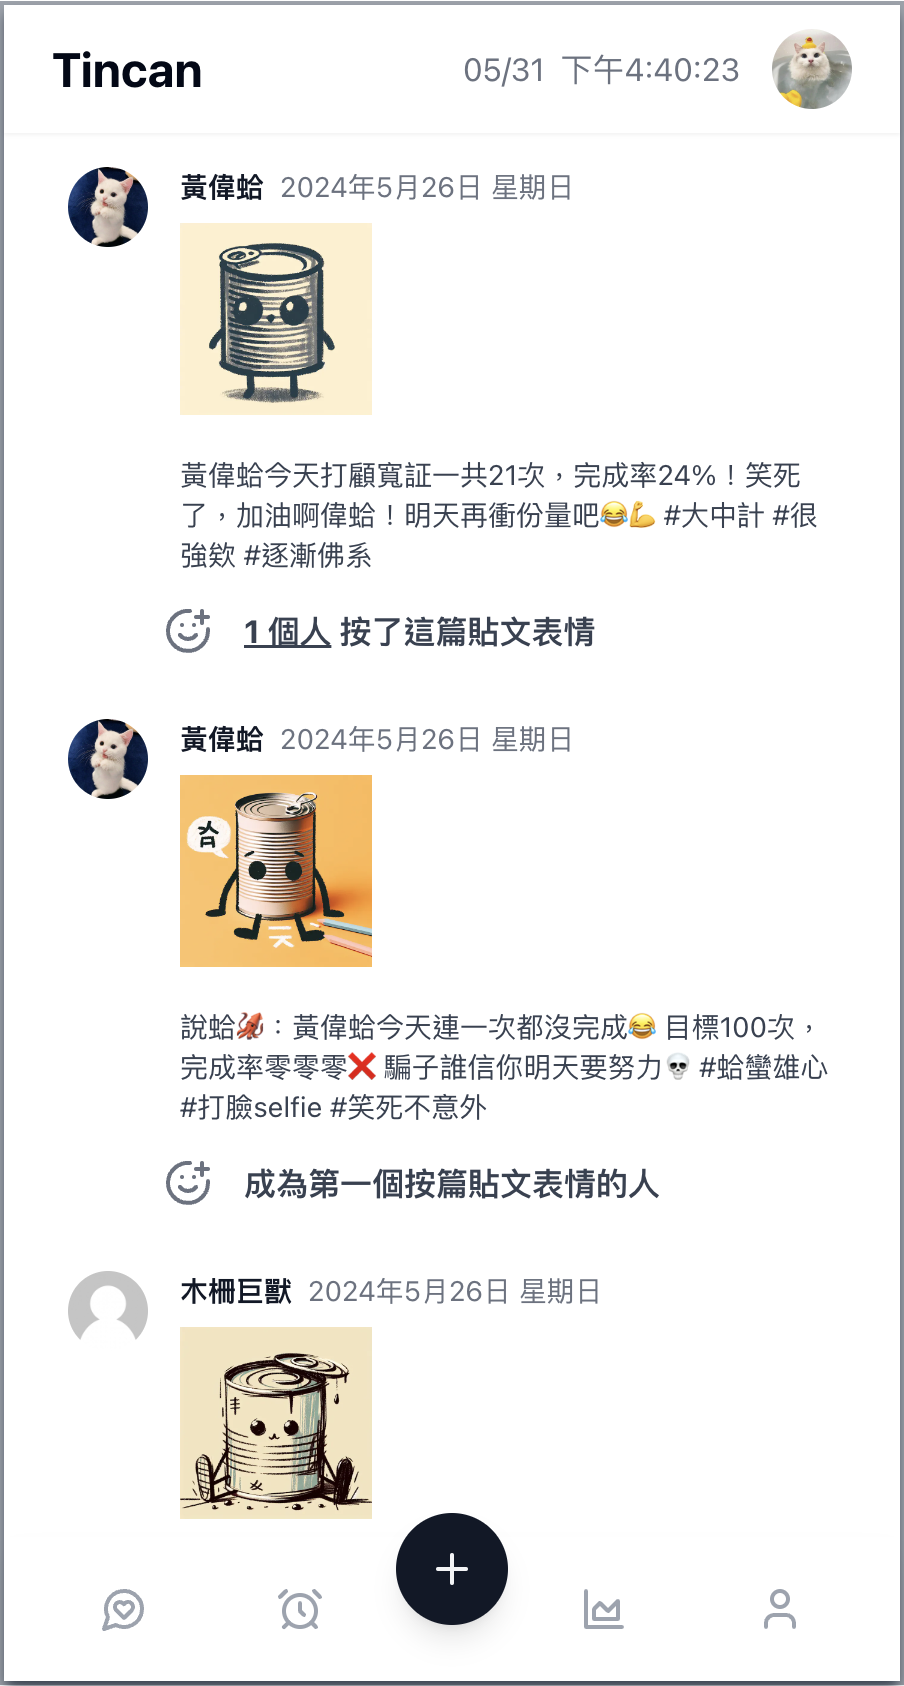 Tincan
05/31 下午4:40:23
黃偉蛤 2024年5月26日 星期日
黃偉蛤今天打顧寬証一共21次，完成率24%！笑死
了，加油啊偉蛤！明天再衝份量吧😂💪 #大中計 #很
強欸 #逐漸佛系
1 個人 按了這篇貼文表情
黃偉蛤 2024年5月26日 星期日
說蛤🦑：黃偉蛤今天連一次都沒完成😂 目標100次，
完成率零零零❌ 騙子誰信你明天要努力💀 #蛤蠻雄心
#打臉selfie #笑死不意外
成為第一個按篇貼文表情的人
木柵巨獸 2024年5月26日 星期日